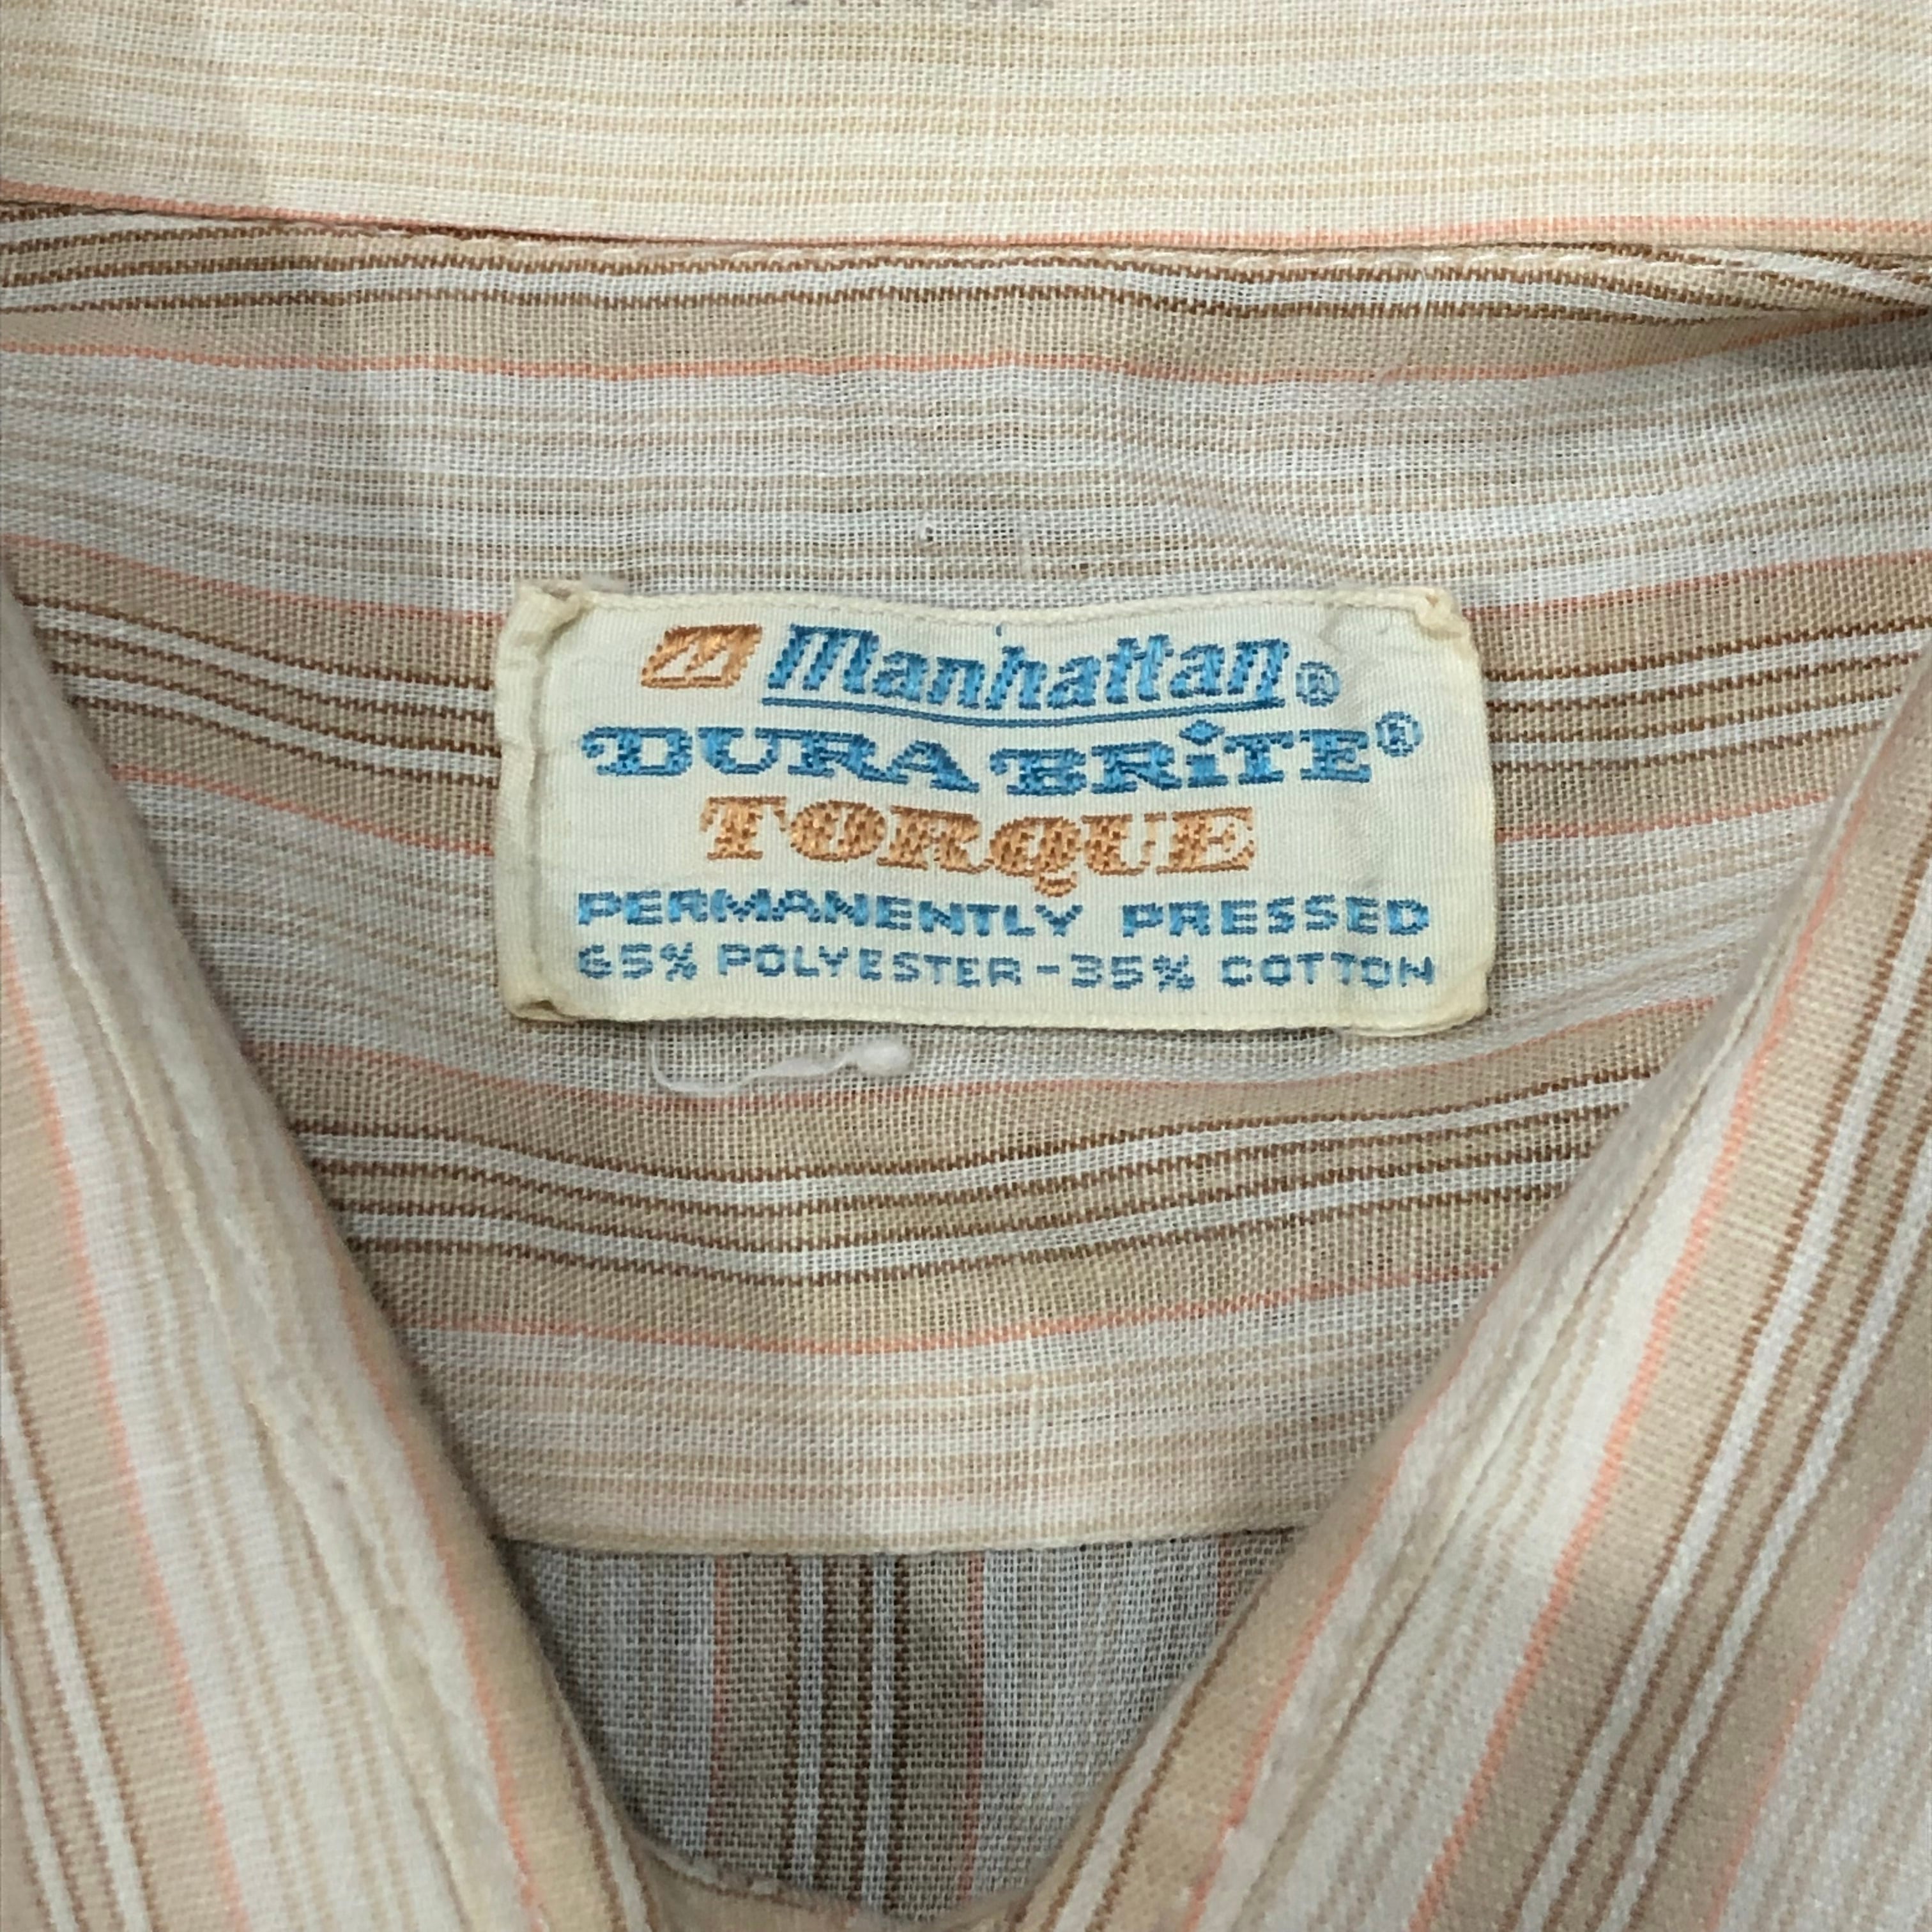 M Manhattan®
DURA BRiTE®
TORQUE
PERMANENTLY PRESSED
65% POLYESTER-35% COTTON